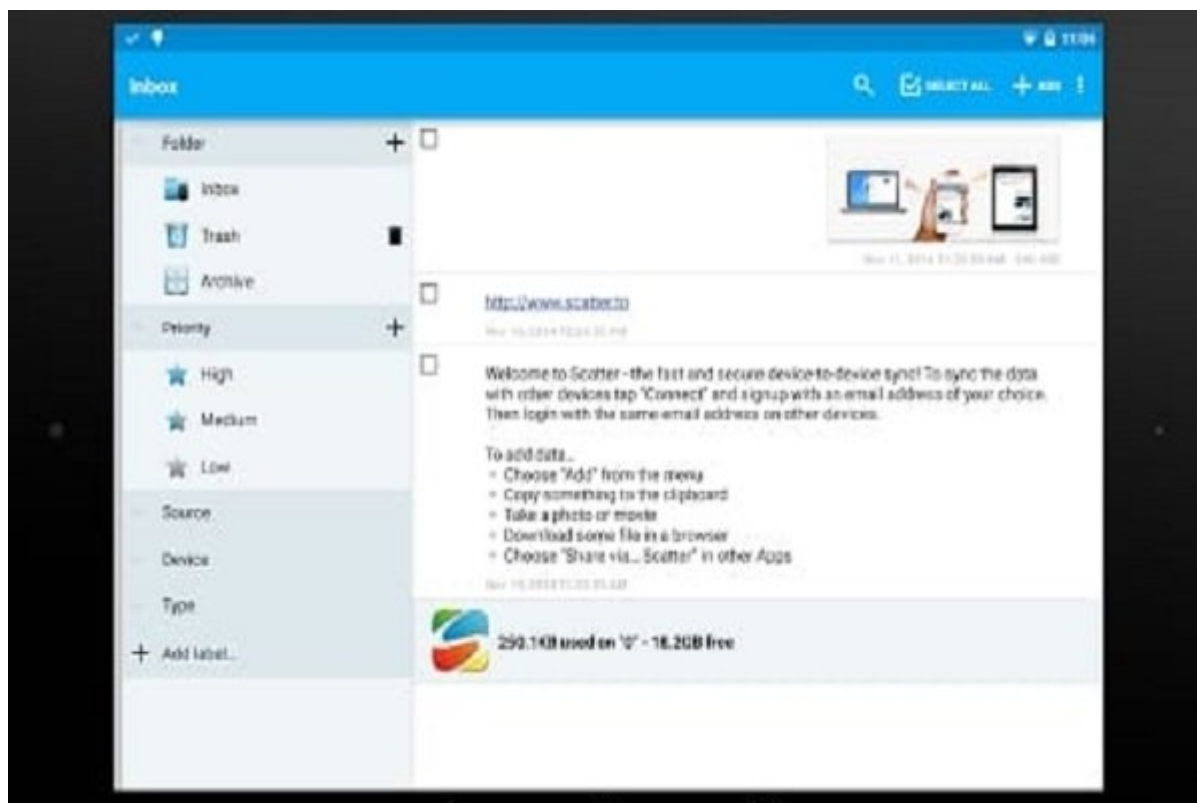 11:06
Inbox
SELECT ALL
ADD
Folder
Inbox
Trash
Archive
Priority
High
Medium
Low
Source
Device
Type
Add label...
http://www.scatter.to
Welcome to Scatter - the fast and secure device-to-device sync! To sync the data
with other devices tap "Connect" and signup with an email address of your choice.
Then login with the same email address on other devices.
To add data...
Choose "Add" from the menu
Copy something to the clipboard
Take a photo or movie
Download some file in a browser
Choose "Share via... Scatter" in other Apps
used on '0' - 16.2GB free